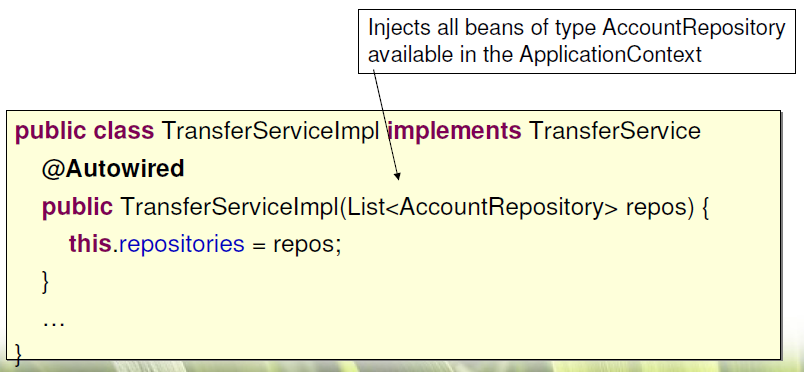 Injects all beans of type AccountRepository
available in the ApplicationContext
public class TransferServiceImpl implements TransferService
@Autowired
public TransferServiceImpl(List<AccountRepository> repos) {
this.repositories = repos;
}
…
}